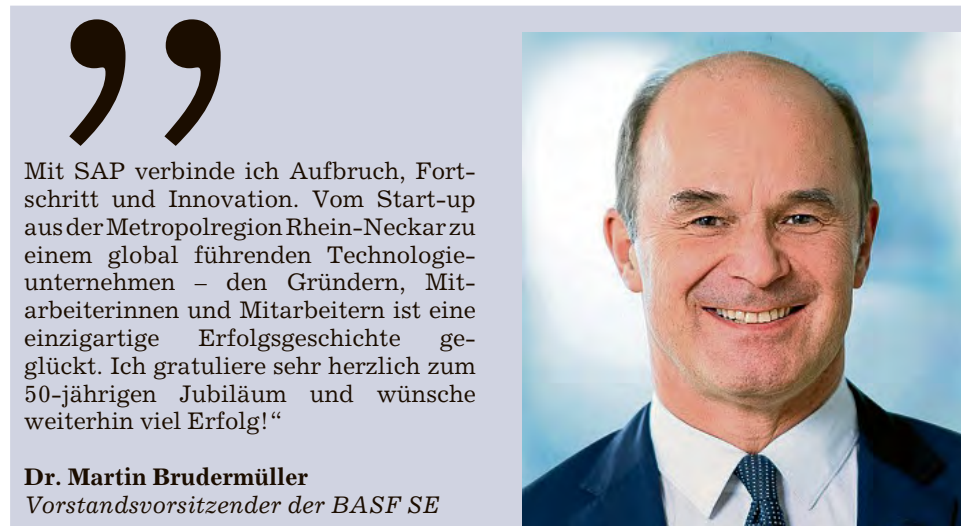 ”
Mit SAP verbinde ich Aufbruch, Fort-
schritt und Innovation. Vom Start-up
aus der Metropolregion Rhein-Neckar zu
einem global führenden Technologie-
unternehmen – den Gründern, Mit-
arbeiterinnen und Mitarbeitern ist eine
einzigartige Erfolgsgeschichte ge-
glückt. Ich gratuliere sehr herzlich zum
50-jährigen Jubiläum und wünsche
weiterhin viel Erfolg!“
Dr. Martin Brudermüller
Vorstandsvorsitzender der BASF SE